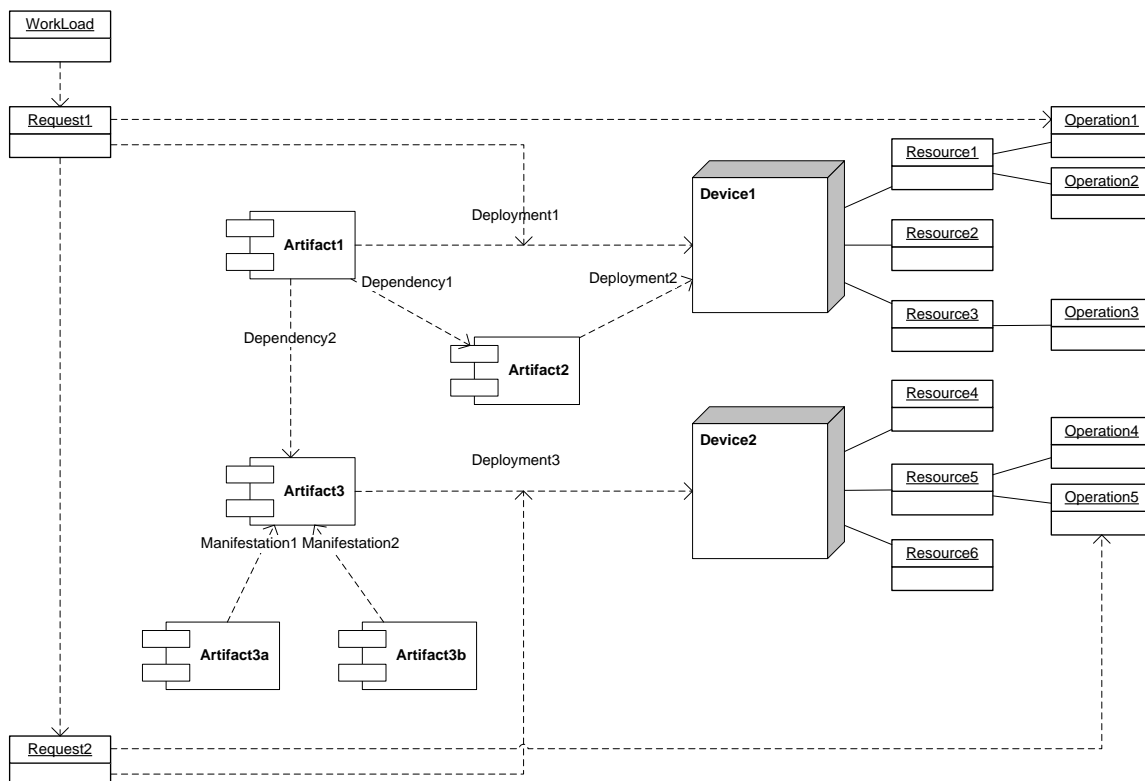 WorkLoad
Request1
Operation1
Resource1
Operation2
Device1
Deployment1
Artifact1
Resource2
Dependency1
Deployment2
Resource3
Operation3
Dependency2
Artifact2
Resource4
Operation4
Device2
Deployment3
Artifact3
Resource5
Operation5
Manifestation1
Manifestation2
Resource6
Artifact3a
Artifact3b
Request2